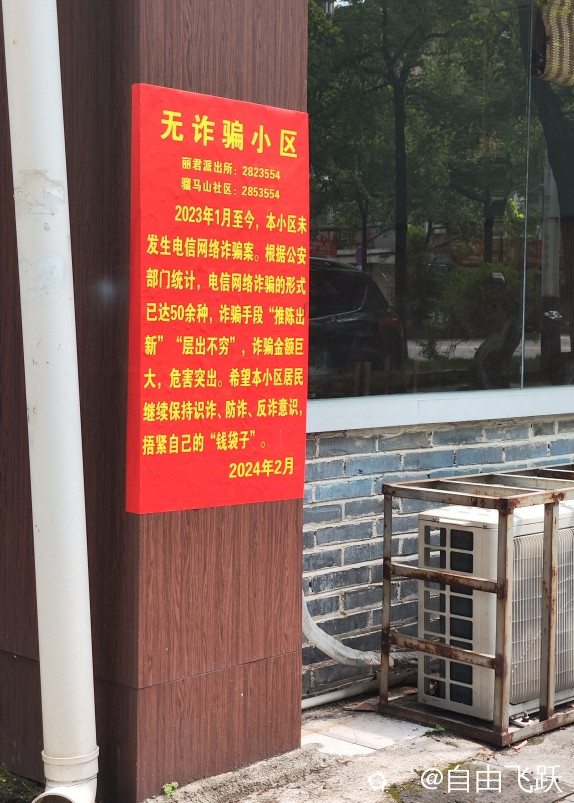 无诈骗小区
丽君派出所：2823554
骝马山社区：2853554
2023年1月至今，本小区未
发生电信网络诈骗案。根据公安
部门统计，电信网络诈骗的形式
已达50余种，诈骗手段“推陈出
新”“层出不穷”，诈骗金额巨
大，危害突出。希望本小区居民
继续保持识诈、防诈、反诈意识，
捂紧自己的“钱袋子”。
2024年2月
@自由飞跃